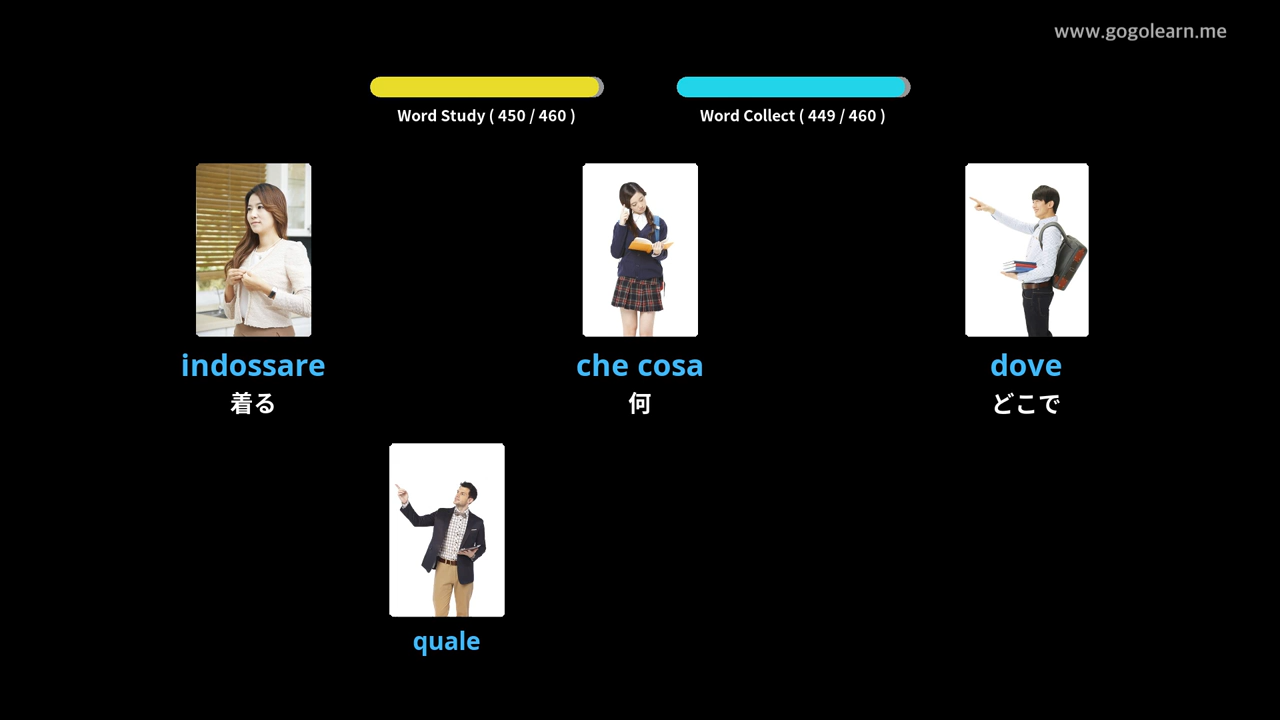 www.gogolearn.me
Word Study ( 450 / 460 )
Word Collect ( 449 / 460 )
indossare
着る
che cosa
何
dove
どこで
quale